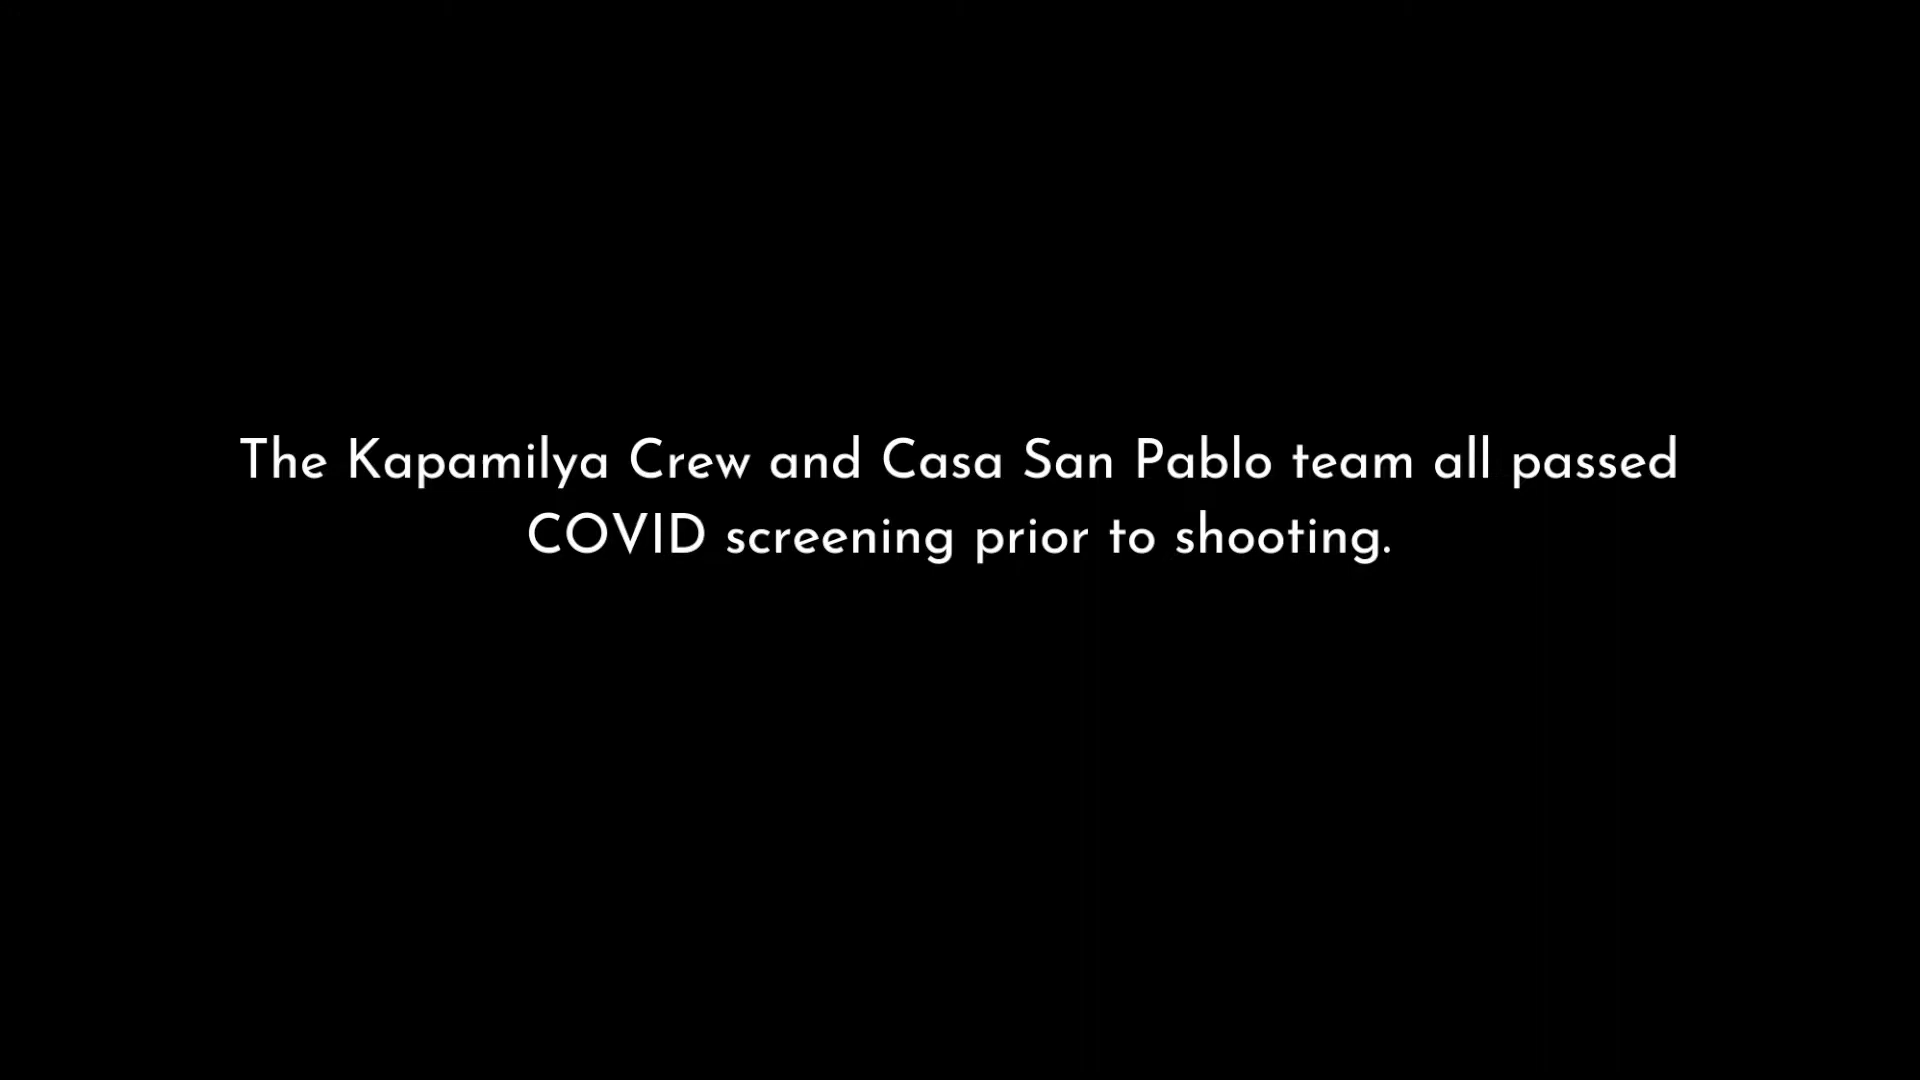 The Kapamilya Crew and Casa San Pablo team all passed
COVID screening prior to shooting.